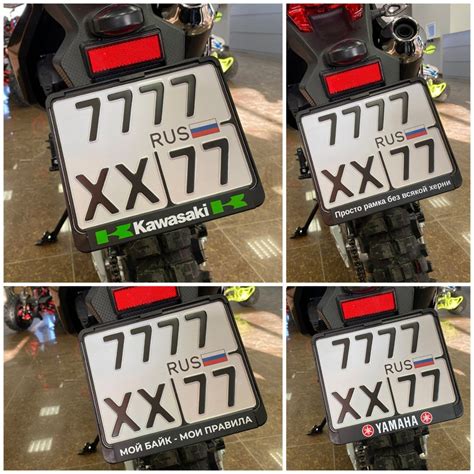 7777
RUS
XX 77
Kawasaki
7777
RUS
XX 77
Просто рамка без всякой херни
7777
RUS
XX 77
МОЙ БАЙК - МОИ ПРАВИЛА
7777
RUS
XX 77
YAMAHA